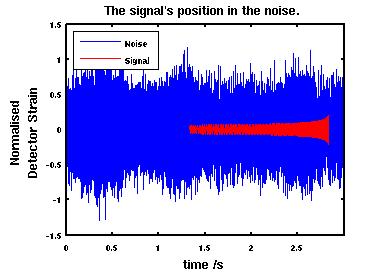 The signal's position in the noise.
1.5
Noise
Signal
1
0.5
0
-0.5
-1
-1.5
Normalised
Detector Strain
0 0.5 1 1.5 2 2.5
time /s